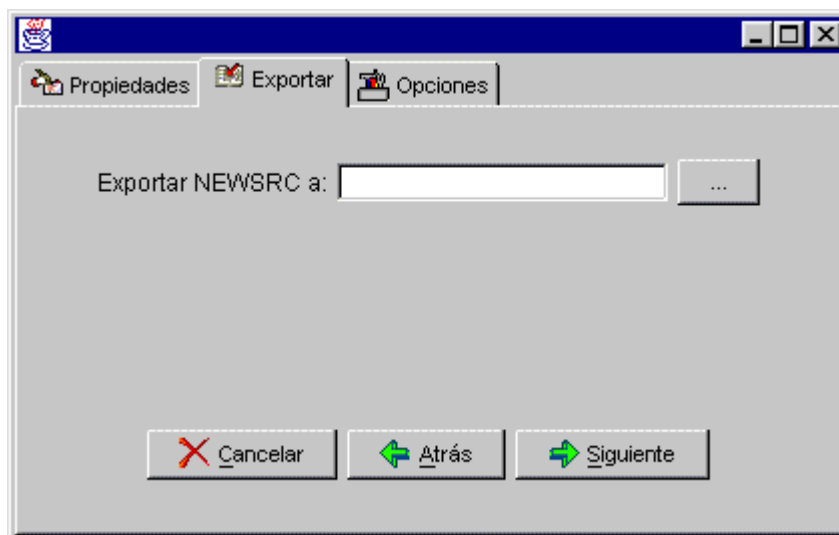 Propiedades Exportar Opciones
Exportar NEWSRC a: ...
Cancelar Atrás Siguiente